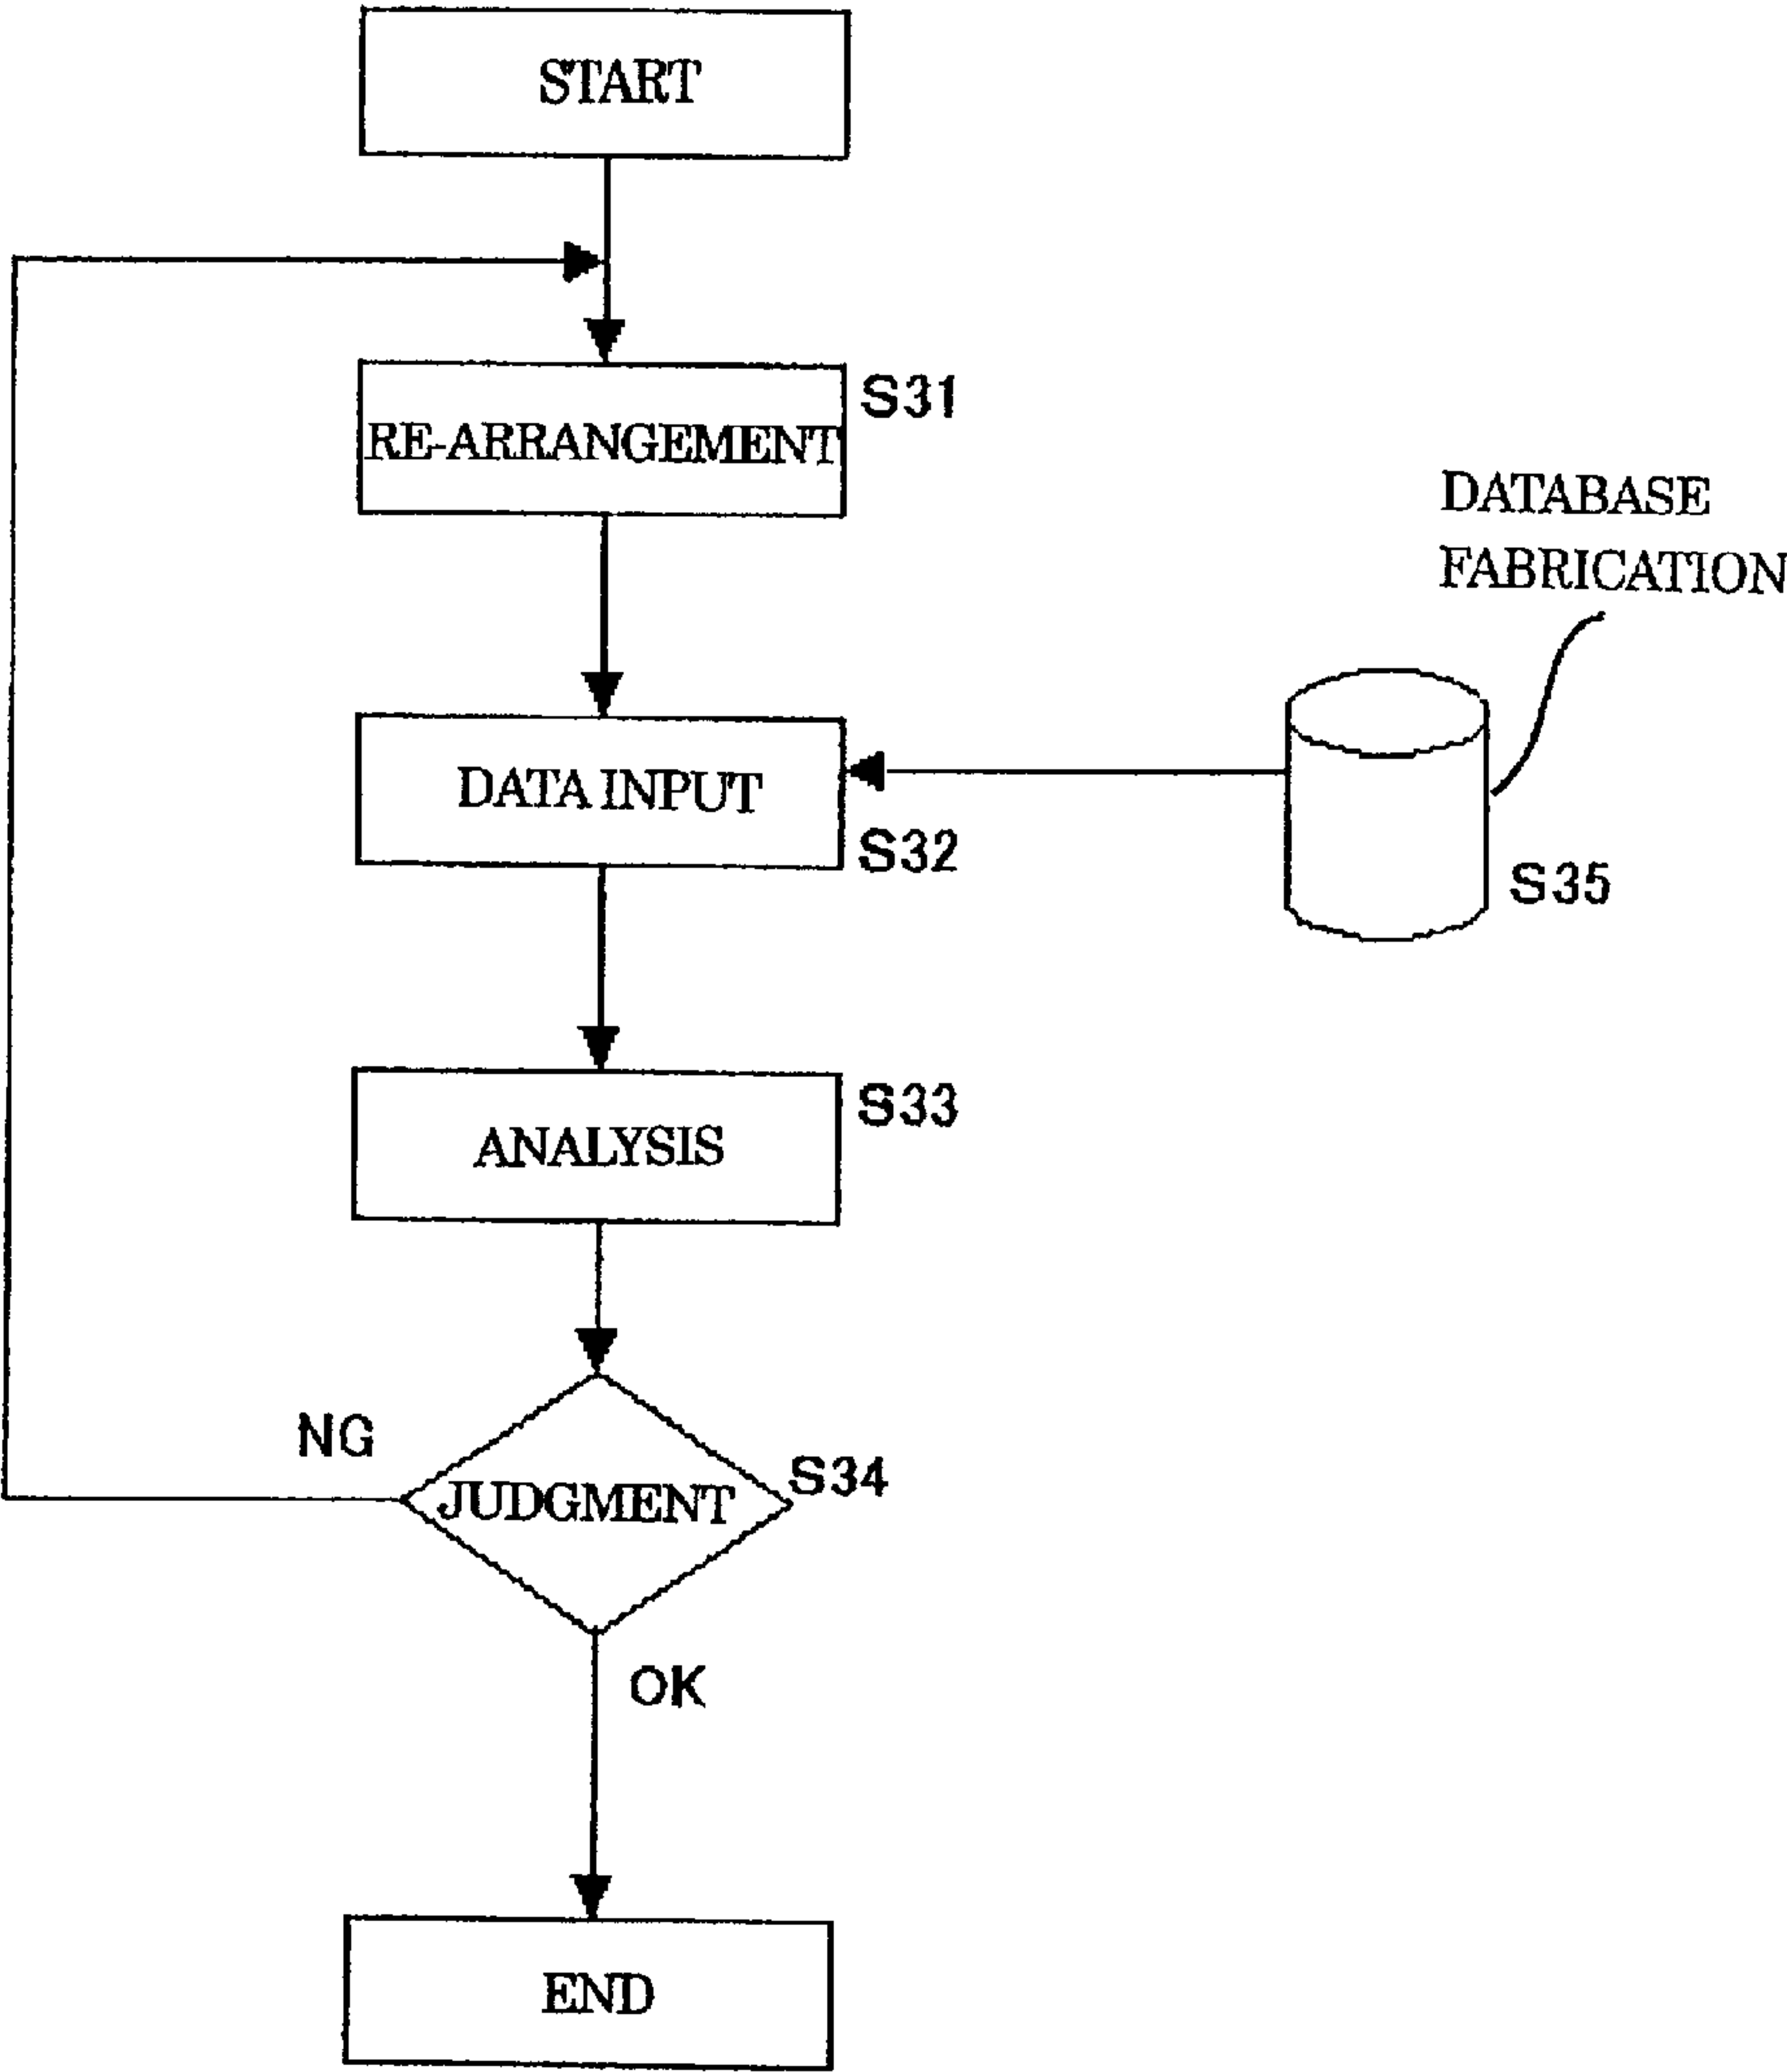 START
S31
RE-ARRANGEMENT
DATABASE
FABRICATION
DATA INPUT
S32
S35
S33
ANALYSIS
NG
S34
JUDGMENT
OK
END